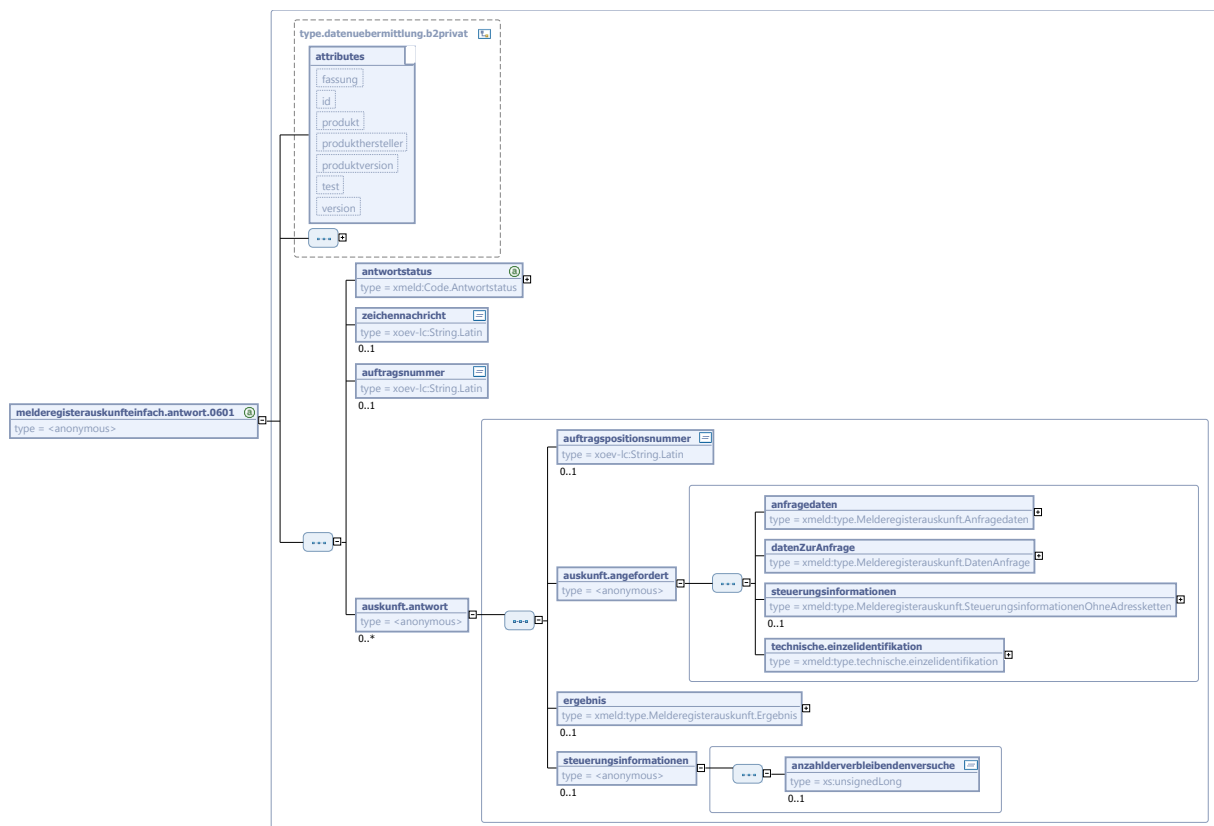 type.datenuebermittlung.b2privat
attributes
fassung
id
produkt
produkthersteller
produktversion
test
version
antwortstatus
type = xmeld:Code.Antwortstatus
zeichennachricht
type = xoev-lc:String.Latin
0..1
auftragsnummer
type = xoev-lc:String.Latin
0..1
melderegisterauskunfteinfach.antwort.0601
type = <anonymous>
auskunft.antwort
type = <anonymous>
0..*
auftragspositionsnummer
type = xoev-lc:String.Latin
0..1
auskunft.angefordert
type = <anonymous>
anfragedaten
type = xmeld:type.Melderegisterauskunft.Anfragedaten
datenZurAnfrage
type = xmeld:type.Melderegisterauskunft.DatenAnfrage
steuerungsinformationen
type = xmeld:type.Melderegisterauskunft.SteuerungsinformationenOhneAdressketten
0..1
technische.einzelidentifikation
type = xmeld:type.technische.einzelidentifikation
ergebnis
type = xmeld:type.Melderegisterauskunft.Ergebnis
0..1
steuerungsinformationen
type = <anonymous>
0..1
anzahlderverbleibendenversuche
type = xs:unsignedLong
0..1